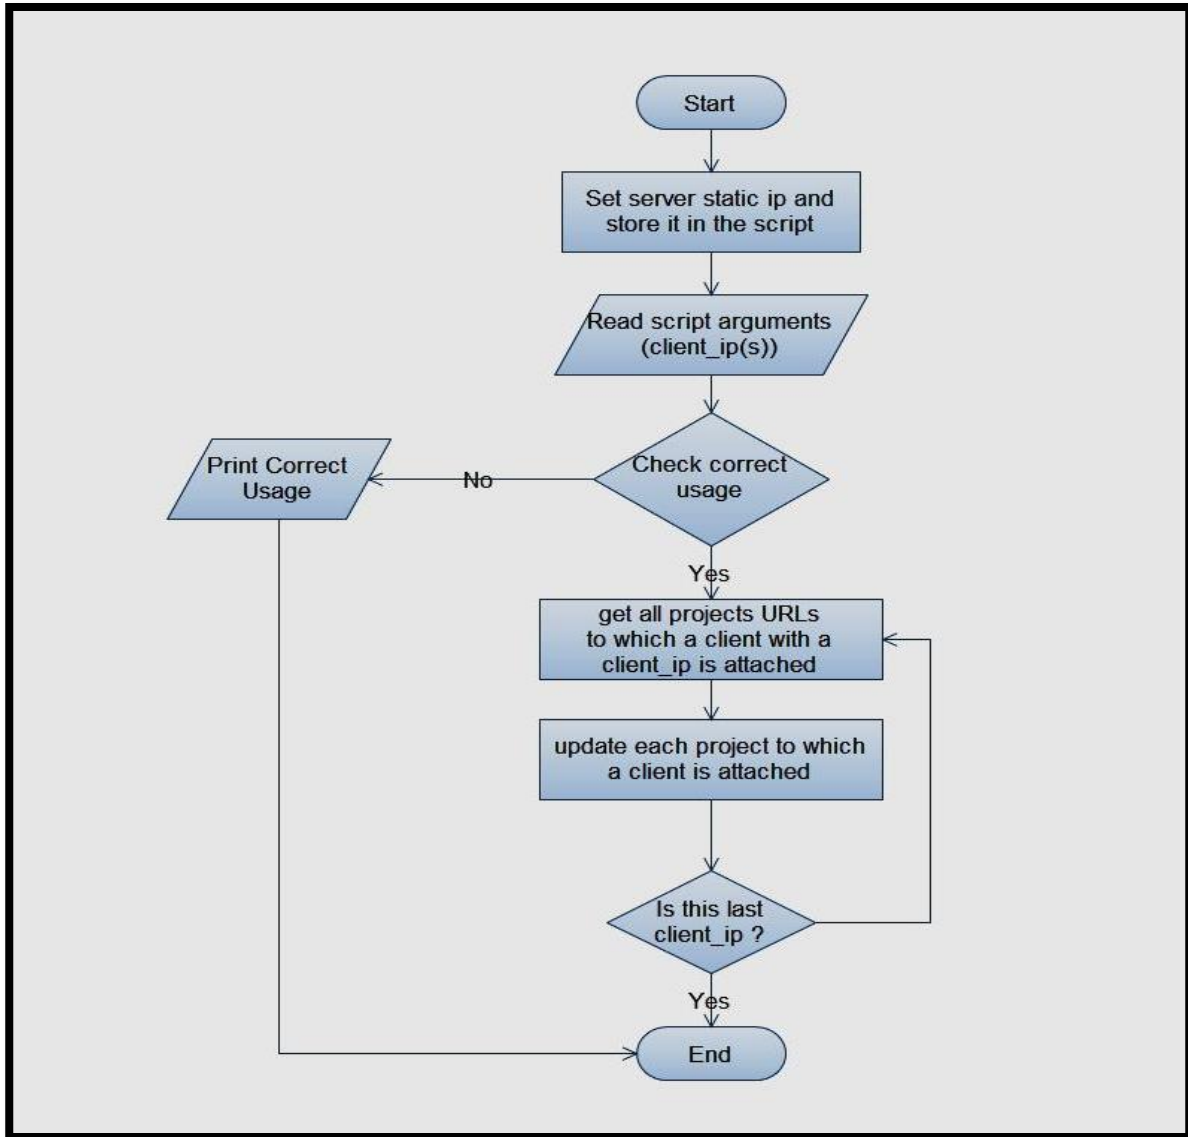 Start
Set server static ip and
store it in the script
Read script arguments
(client_ip(s))
Check correct
usage
No
Print Correct
Usage
Yes
get all projects URLs
to which a client with a
client_ip is attached
update each project to which
a client is attached
Is this last
client_ip ?
Yes
End